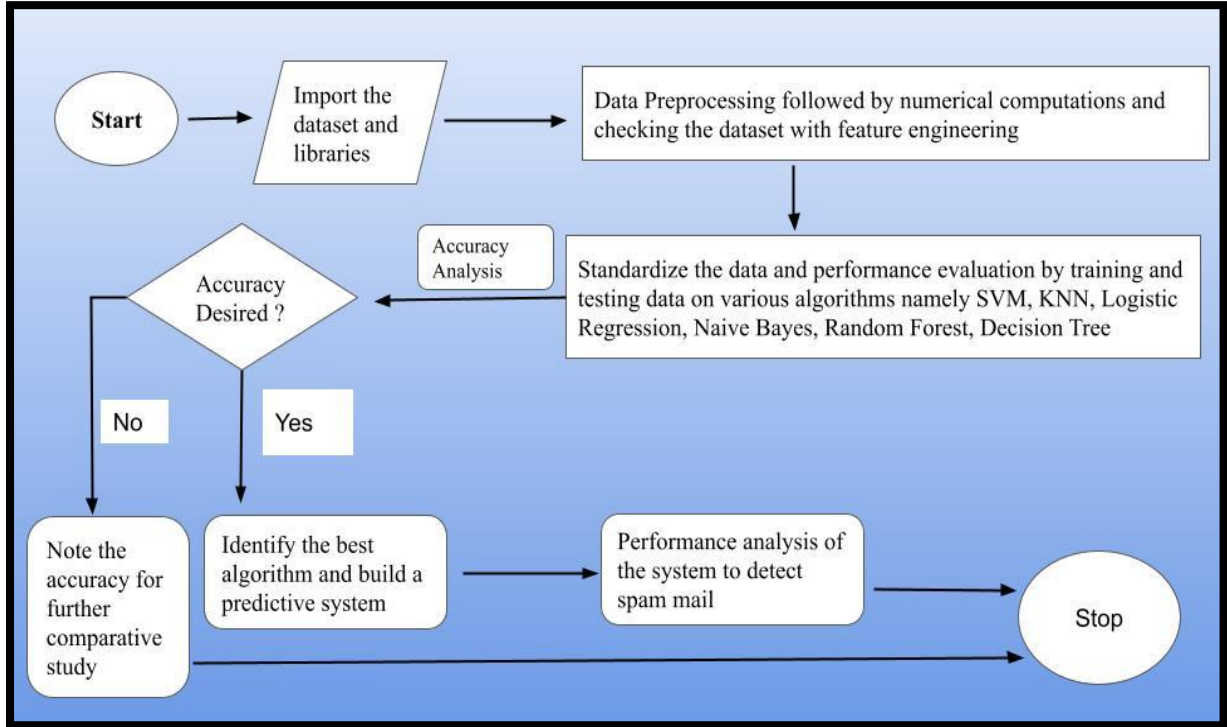 Start
Import the
dataset and
libraries
Data Preprocessing followed by numerical computations and
checking the dataset with feature engineering
Standardize the data and performance evaluation by training and
testing data on various algorithms namely SVM, KNN, Logistic
Regression, Naive Bayes, Random Forest, Decision Tree
Accuracy
Analysis
Accuracy
Desired ?
No
Yes
Note the
accuracy for
further
comparative
study
Identify the best
algorithm and build a
predictive system
Performance analysis of
the system to detect
spam mail
Stop